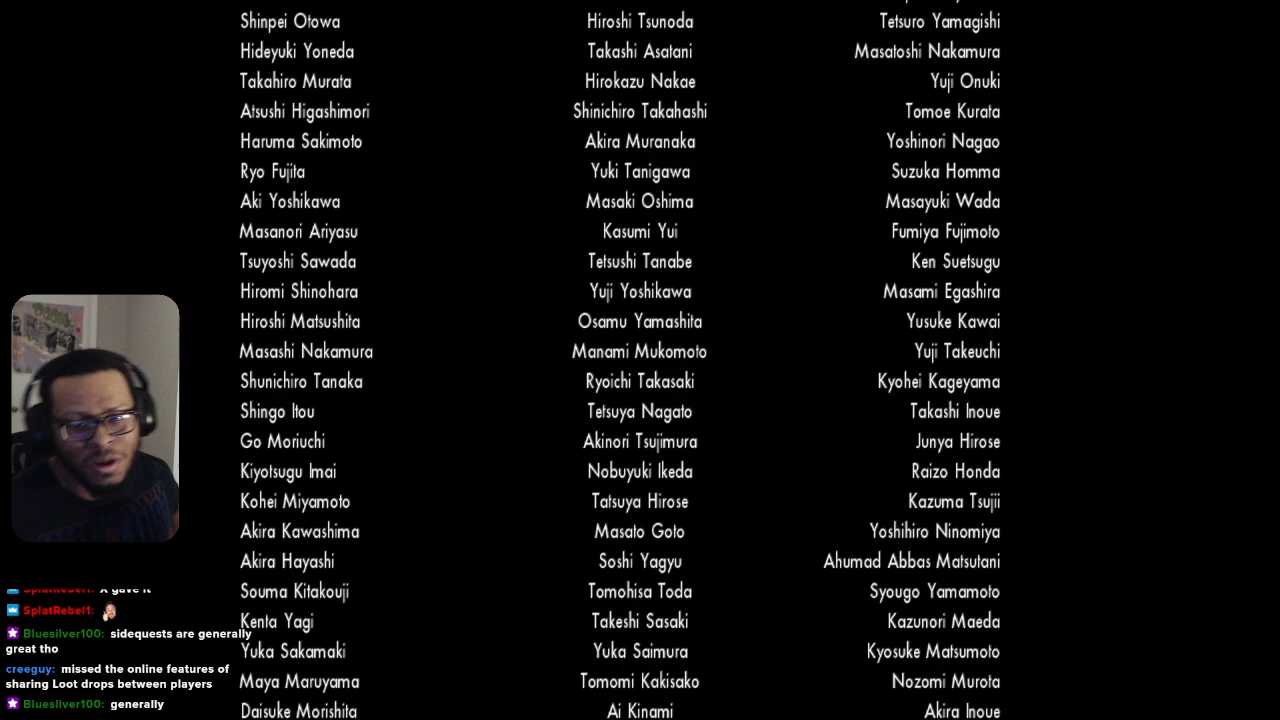 Shinpei Otowa Hiroshi Tsunoda Tetsuro Yamagishi
Hideyuki Yoneda Takashi Asatani Masatoshi Nakamura
Takahiro Murata Hirokazu Nakae Yuji Onuki
Atsushi Higashimori Shinichiro Takahashi Tomoe Kurata
Haruma Sakimoto Akira Muranaka Yoshinori Nagao
Ryo Fujita Yuki Tanigawa Suzuka Homma
Aki Yoshikawa Masaki Oshima Masayuki Wada
Masanori Ariyasu Kasumi Yui Fumiya Fujimoto
Tsuyoshi Sawada Tetsushi Tanabe Ken Suetsugu
Hiromi Shinohara Yuji Yoshikawa Masami Egashira
Hiroshi Matsushita Osamu Yamashita Yusuke Kawai
Masashi Nakamura Manami Mukomoto Yuji Takeuchi
Shunichiro Tanaka Ryoichi Takasaki Kyohei Kageyama
Shingo Itou Tetsuya Nagato Takashi Inoue
Go Moriuchi Akinori Tsujimura Junya Hirose
Kiyotsugu Imai Nobuyuki Ikeda Raizo Honda
Kohei Miyamoto Tatsuya Hirose Kazuma Tsujii
Akira Kawashima Masato Goto Yoshihiro Ninomiya
Akira Hayashi Soshi Yagyu Ahumad Abbas Matsutani
Souma Kitakouji Tomohisa Toda Syougo Yamamoto
Kenta Yagi Takeshi Sasaki Kazunori Maeda
Yuka Sakamaki Yuka Saimura Kyosuke Matsumoto
Maya Maruyama Tomomi Kakisako Nozomi Murota
Daisuke Morishita Ai Kinami Akira Inoue
SplatRebel1: X gave it
SplatRebel1:
Bluesilver100: sidequests are generally
great tho
creeguy: missed the online features of
sharing Loot drops between players
Bluesilver100: generally